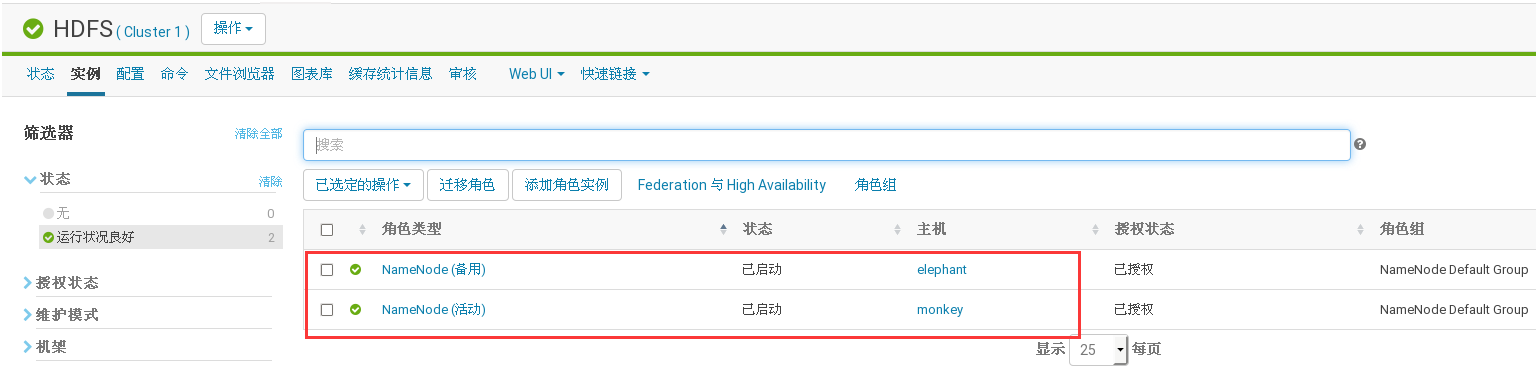 HDFS ( Cluster 1 ) 操作
状态 实例 配置 命令 文件浏览器 图表库 缓存统计信息 审核 Web UI 快速链接
筛选器 清除全部
搜索
状态 清除
已选定的操作 迁移角色 添加角色实例 Federation 与 High Availability 角色组
无 0
运行状况良好 2
角色类型 状态 主机 授权状态 角色组
NameNode (备用) 已启动 elephant 已授权 NameNode Default Group
NameNode (活动) 已启动 monkey 已授权 NameNode Default Group
授权状态
维护模式
机架
显示 25 每页